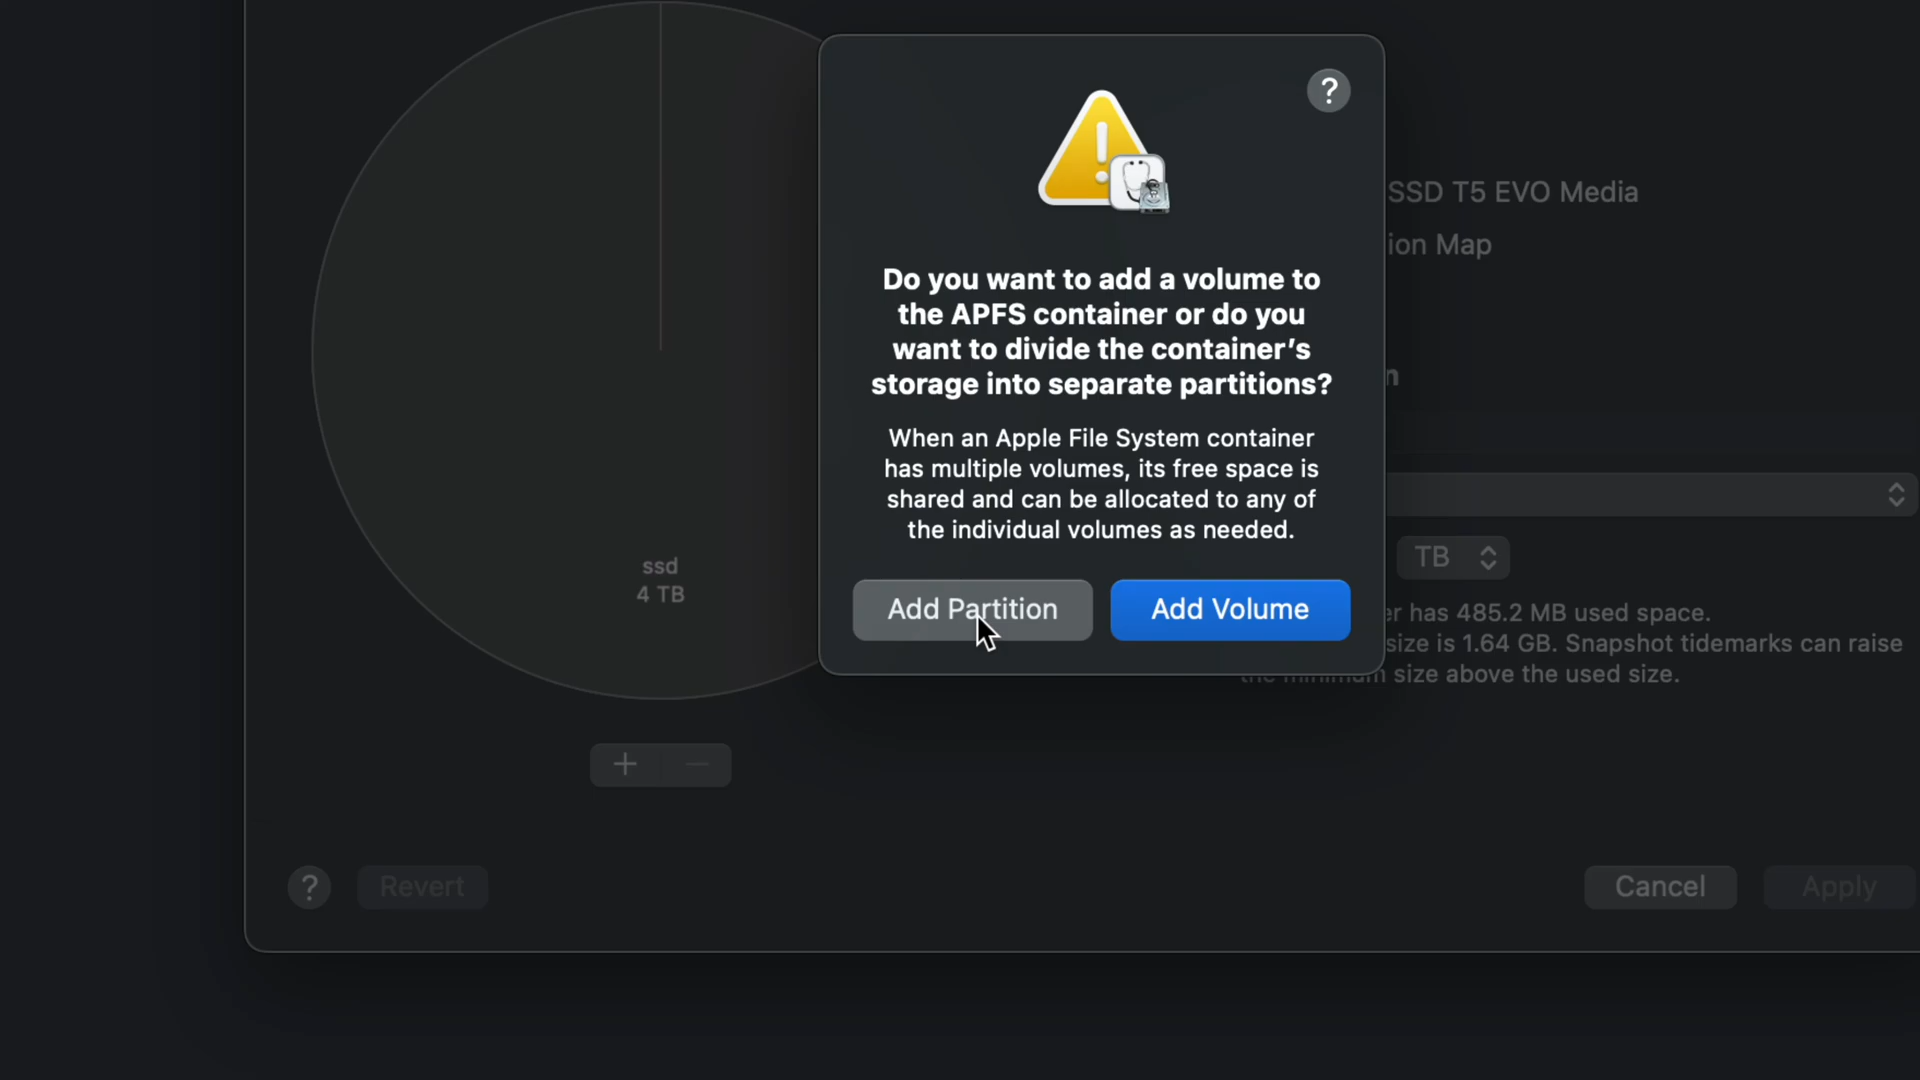 ?
SSD T5 EVO Media
ion Map
Do you want to add a volume to
the APFS container or do you
want to divide the container's
storage into separate partitions?
n
When an Apple File System container
has multiple volumes, its free space is
shared and can be allocated to any of
the individual volumes as needed.
ssd
4 TB
TB
Add Partition
Add Volume
er has 485.2 MB used space.
size is 1.64 GB. Snapshot tidemarks can raise
the minimum size above the used size.
?
Revert
Cancel
Apply